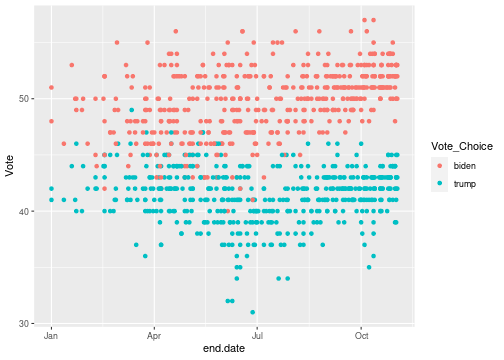 Vote
50
40
30
Jan
Apr
Jul
Oct
end.date
Vote_Choice
biden
trump